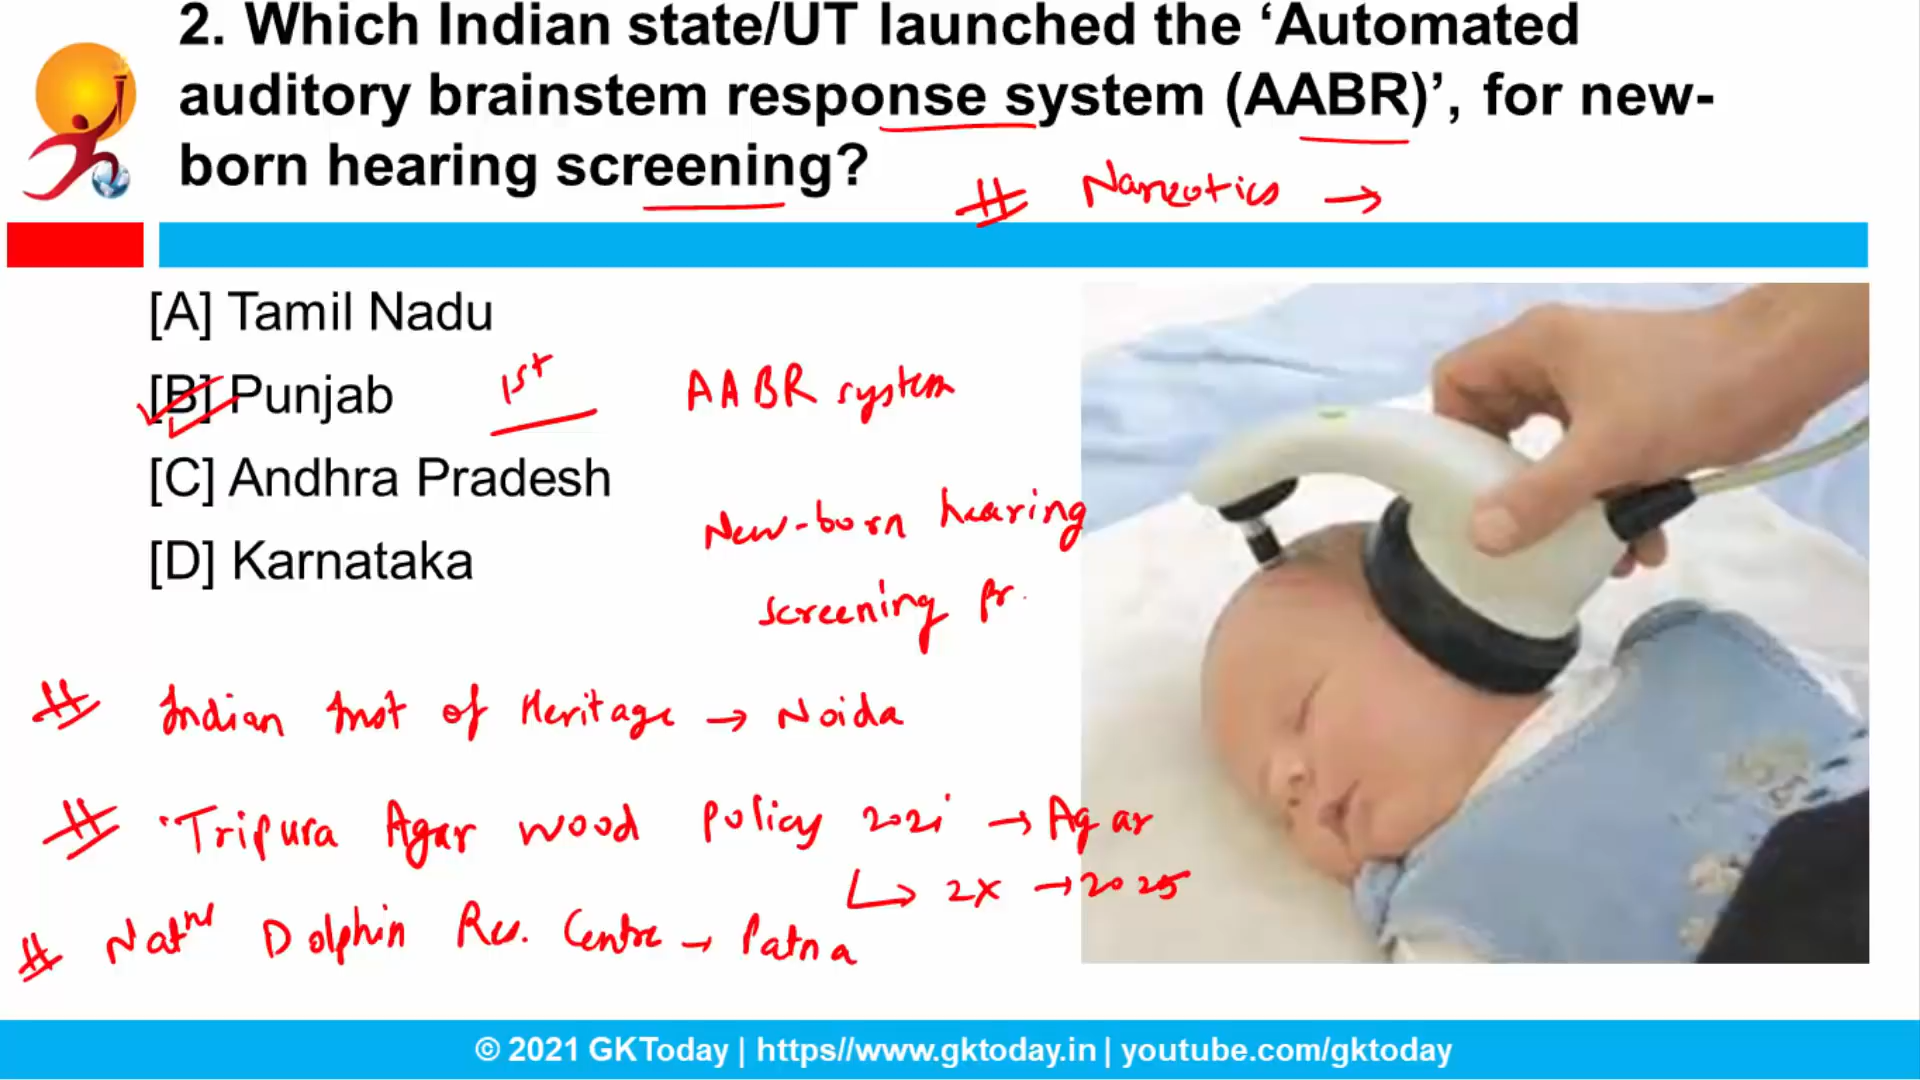 2. Which Indian state/UT launched the ‘Automated
auditory brainstem response system (AABR)’, for new-
born hearing screening?
# Narcotics →
[A] Tamil Nadu
[B] Punjab 1st AABR system
[C] Andhra Pradesh
New-born hearing
[D] Karnataka
screening Pr.
# Indian Inst of Heritage → Noida
# Tripura Agar wood Policy 2021 → Agar
↳ 2x → 2025
# Natnl Dolphin Res. Centre → Patna
© 2021 GKToday | https//www.gktoday.in | youtube.com/gktoday